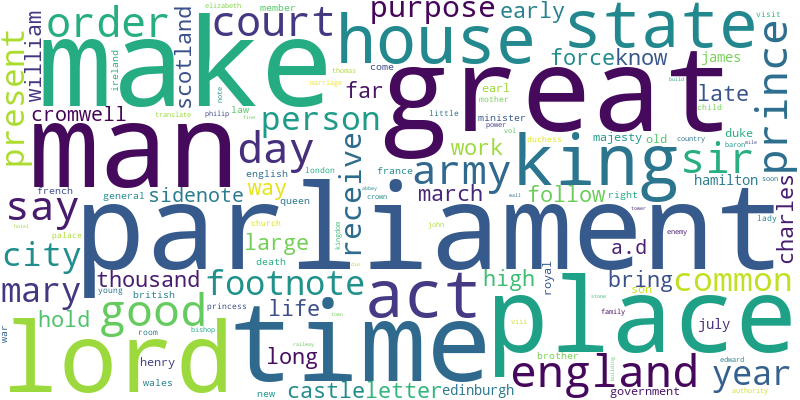 elizabeth member purpose early state visit
order court house force know james prince
make great
ireland william scotland thomas come earl far late
present cromwell marriage mother
note law person minister build child
translate philip fine little power vol duke
man day receive work majesty old country
army king sir baron mile
french english france duchess hamilton soon
say general sidenote way london abbey march follow right charles
queen crown wall tower lady
parliament
city palace church large kingdom john a.d enemy
hotel death
mary thousand footnote act high royal bring common
young british life son place
hold good princess town viii stone family july
lord time room bishop long brother
war henry railway england edward year
wales new castle letter edinburgh government authority